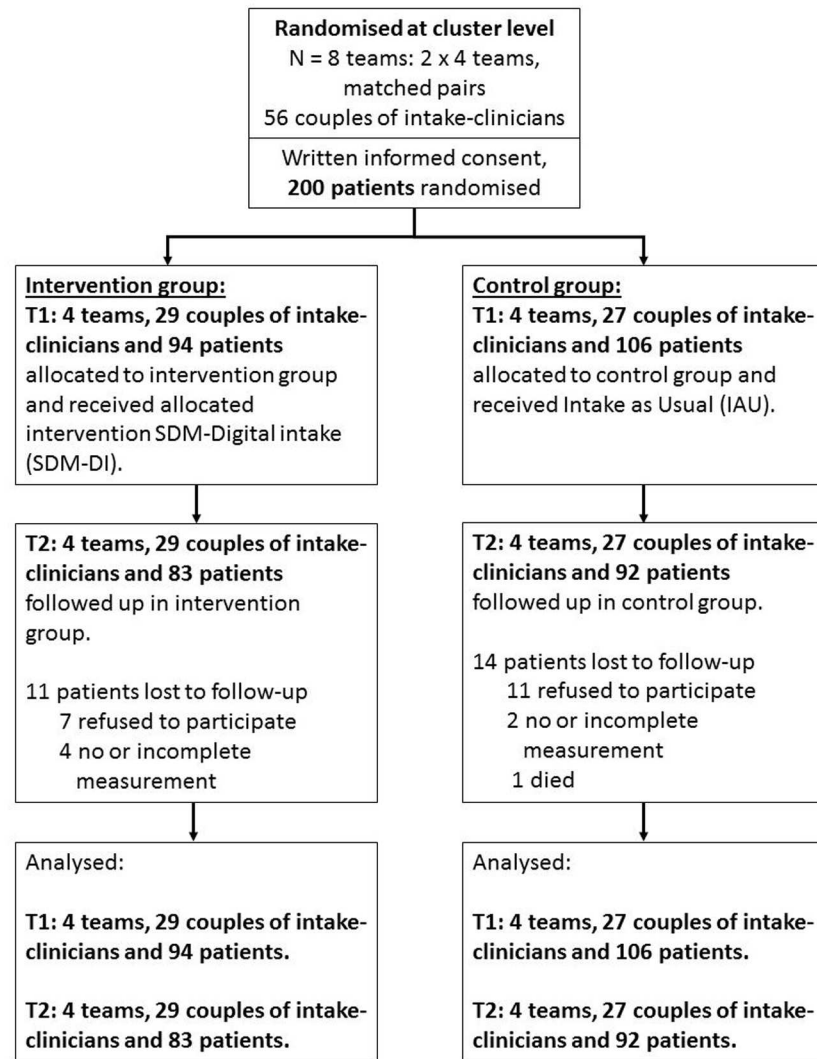 Randomised at cluster level
N = 8 teams: 2 x 4 teams,
matched pairs
56 couples of intake-clinicians
Written informed consent,
200 patients randomised
Intervention group:
T1: 4 teams, 29 couples of intake-
clinicians and 94 patients
allocated to intervention group
and received allocated
intervention SDM-Digital intake
(SDM-DI).
Control group:
T1: 4 teams, 27 couples of intake-
clinicians and 106 patients
allocated to control group and
received Intake as Usual (IAU).
T2: 4 teams, 29 couples of intake-
clinicians and 83 patients
followed up in intervention
group.
11 patients lost to follow-up
7 refused to participate
4 no or incomplete
measurement
T2: 4 teams, 27 couples of intake-
clinicians and 92 patients
followed up in control group.
14 patients lost to follow-up
11 refused to participate
2 no or incomplete
measurement
1 died
Analysed:
T1: 4 teams, 29 couples of intake-
clinicians and 94 patients.
T2: 4 teams, 29 couples of intake-
clinicians and 83 patients.
Analysed:
T1: 4 teams, 27 couples of intake-
clinicians and 106 patients.
T2: 4 teams, 27 couples of intake-
clinicians and 92 patients.